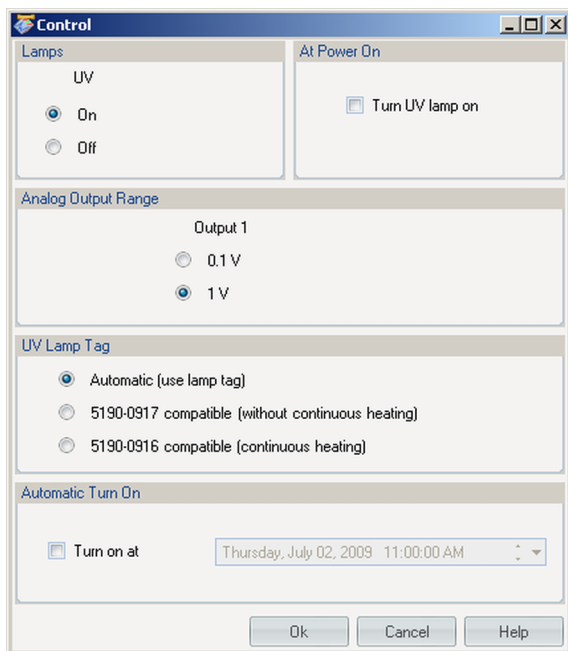 Control
Lamps
UV
On
Off
At Power On
Turn UV lamp on
Analog Output Range
Output 1
0.1 V
1 V
UV Lamp Tag
Automatic (use lamp tag)
5190-0917 compatible (without continuous heating)
5190-0916 compatible (continuous heating)
Automatic Turn On
Turn on at
Thursday, July 02, 2009 11:00:00 AM
Ok Cancel Help